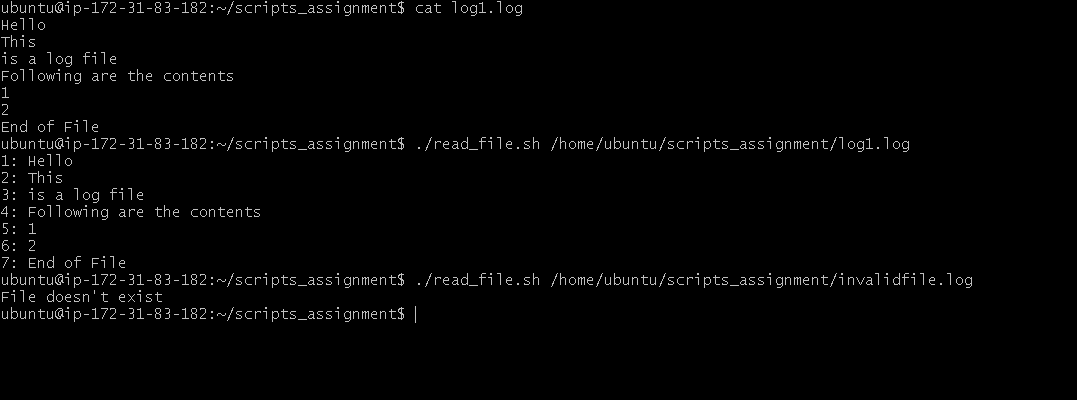 ubuntu@ip-172-31-83-182:~/scripts_assignment$ cat log1.log
Hello
This
is a log file
Following are the contents
1
2
End of File
ubuntu@ip-172-31-83-182:~/scripts_assignment$ ./read_file.sh /home/ubuntu/scripts_assignment/log1.log
1: Hello
2: This
3: is a log file
4: Following are the contents
5: 1
6: 2
7: End of File
ubuntu@ip-172-31-83-182:~/scripts_assignment$ ./read_file.sh /home/ubuntu/scripts_assignment/invalidfile.log
File doesn't exist
ubuntu@ip-172-31-83-182:~/scripts_assignment$